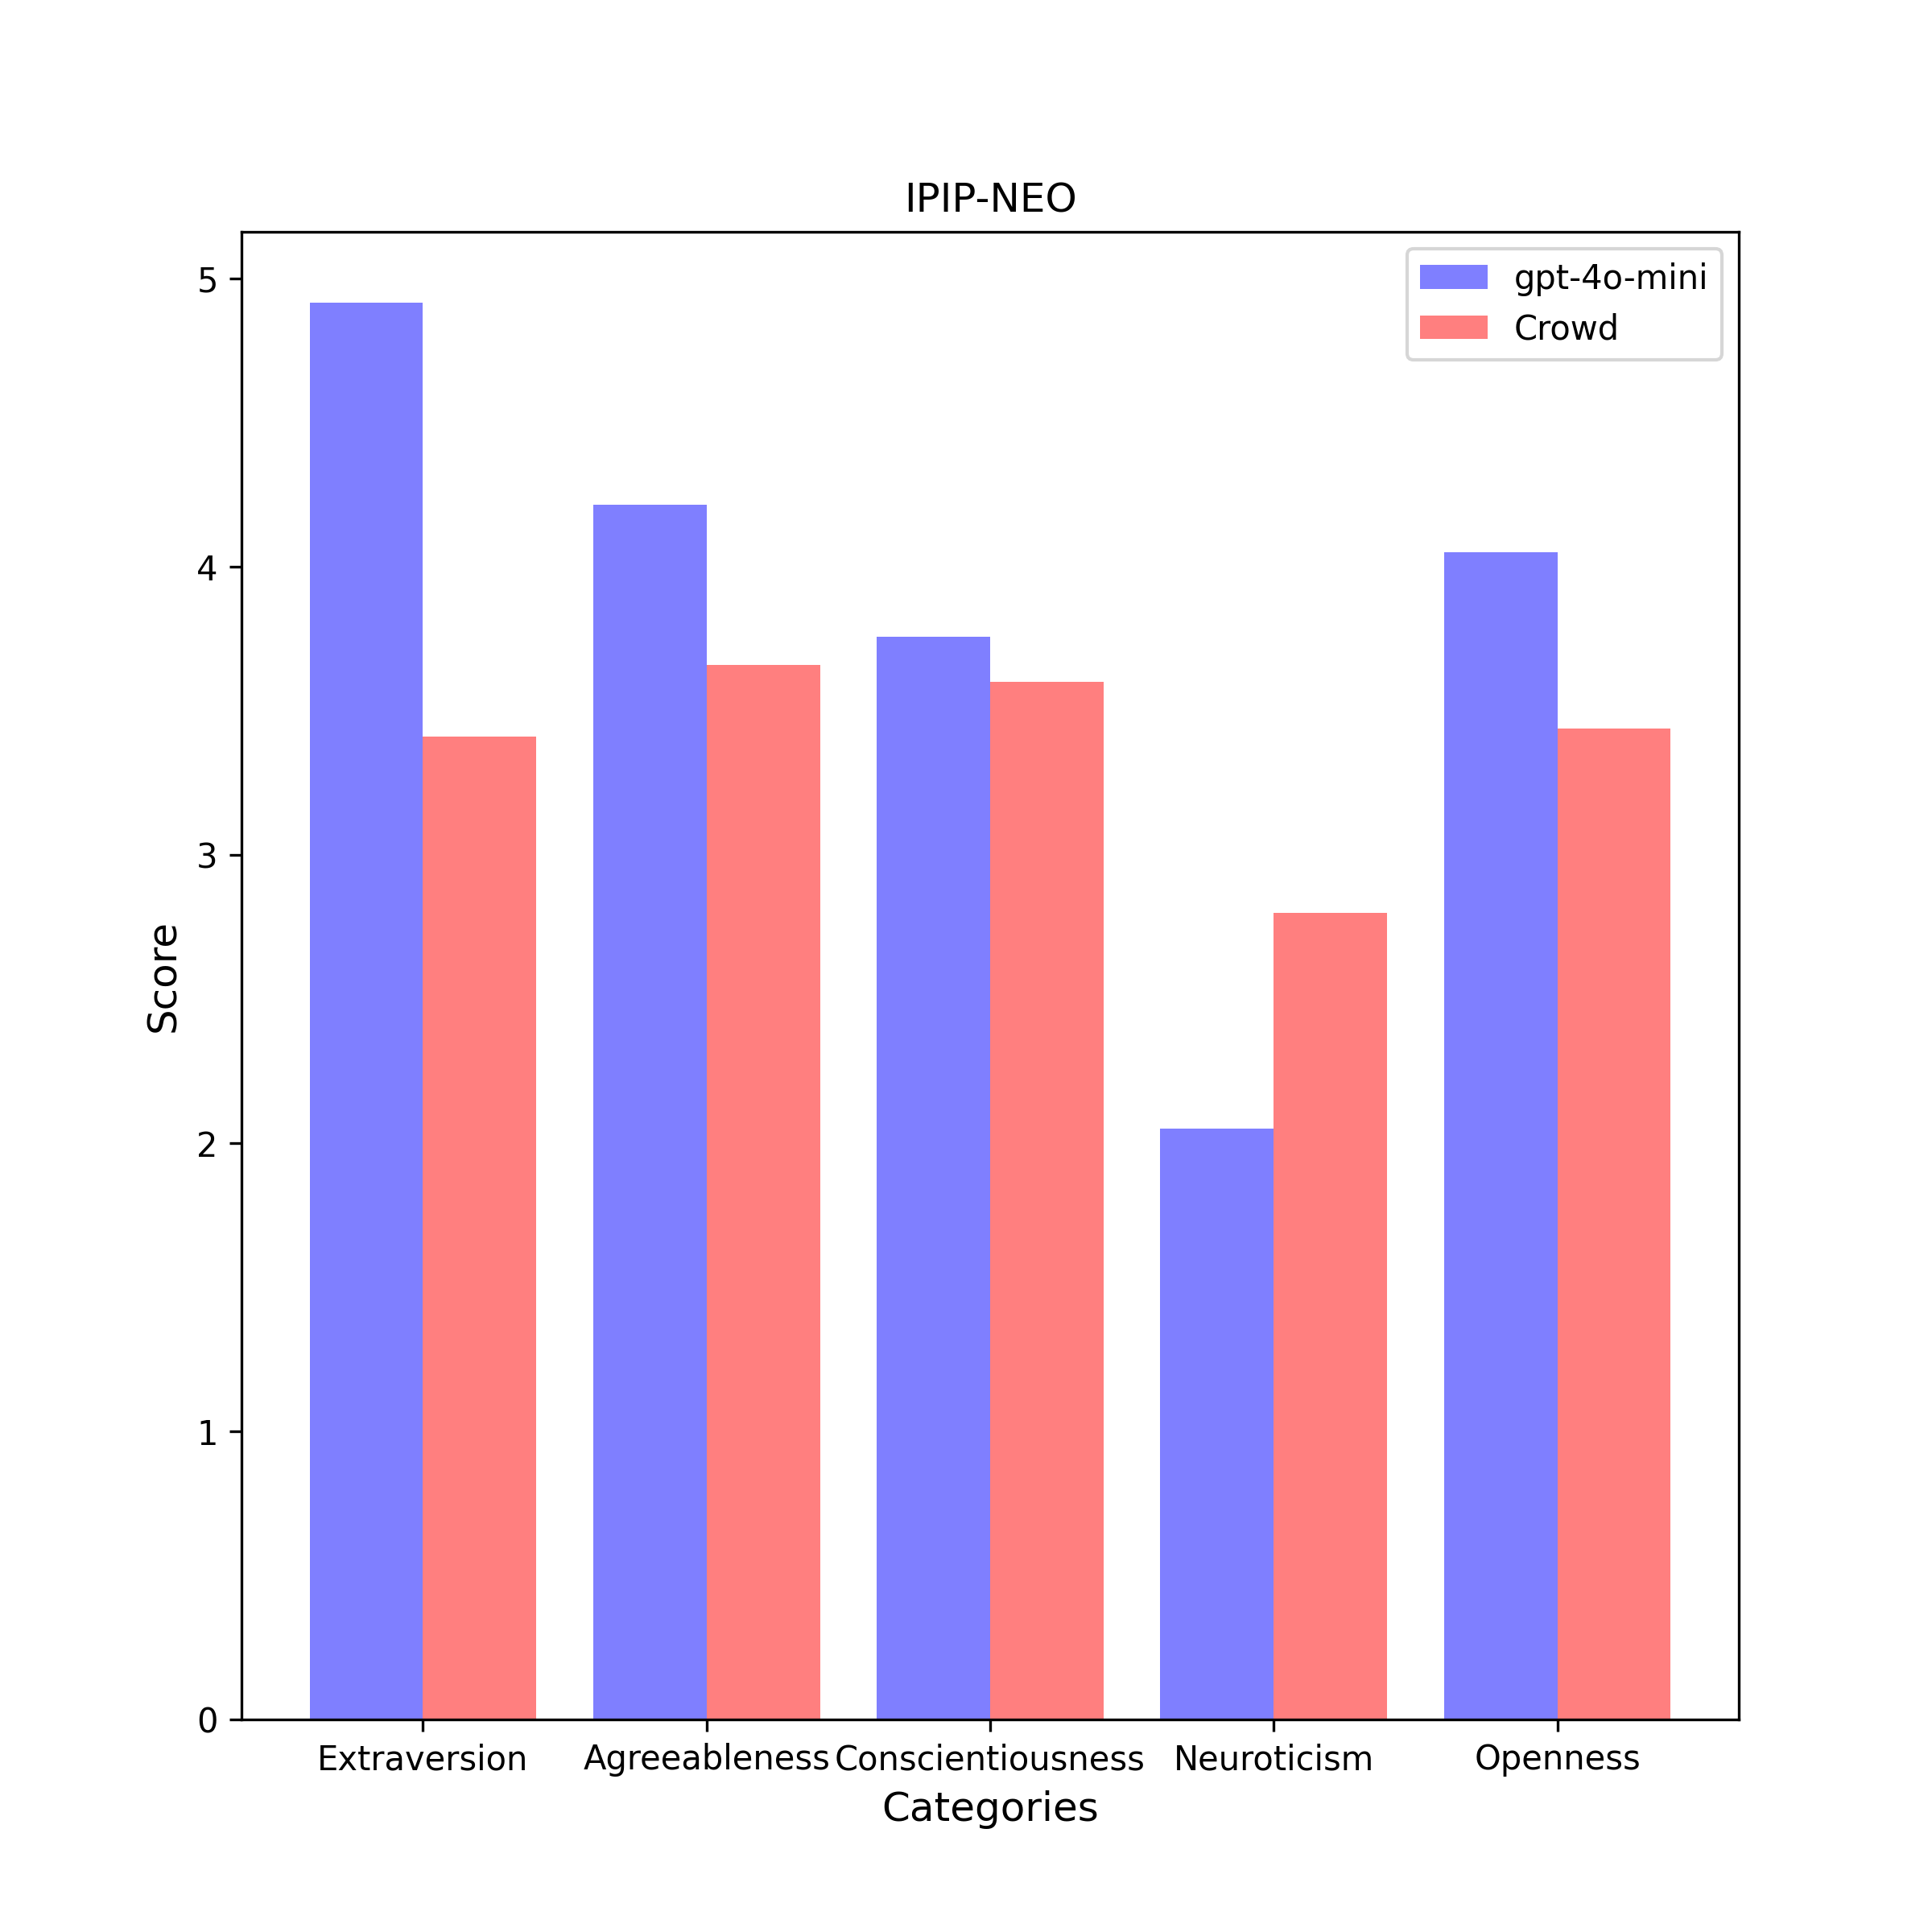 IPIP-NEO
gpt-4o-mini
Crowd
5
4
3
2
1
0
Score
Extraversion Agreeableness Conscientiousness Neuroticism Openness
Categories